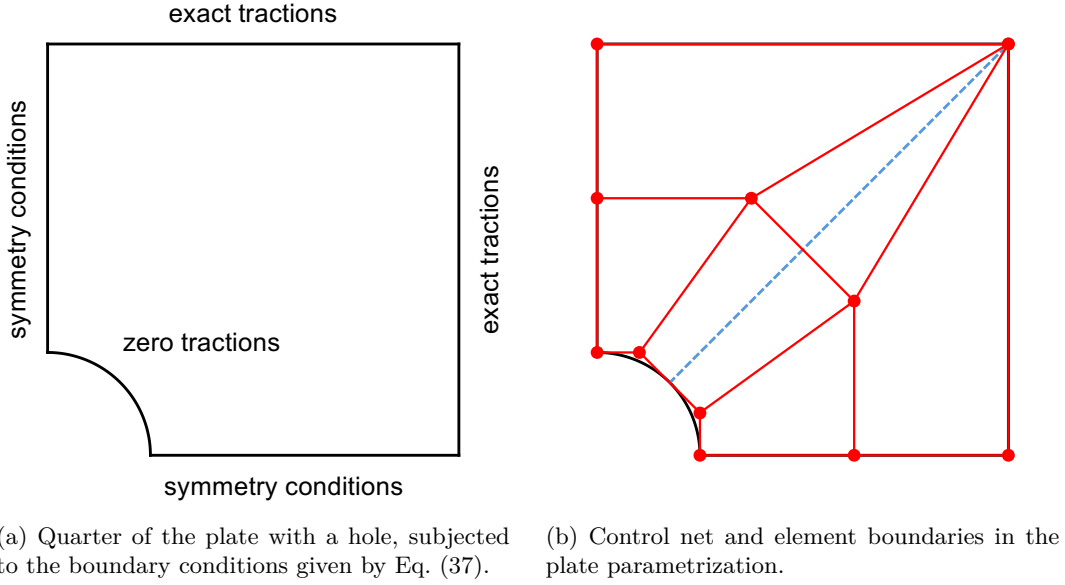 exact tractions
symmetry conditions
exact tractions
zero tractions
symmetry conditions
(a) Quarter of the plate with a hole, subjected
to the boundary conditions given by Eq. (37).
(b) Control net and element boundaries in the
plate parametrization.